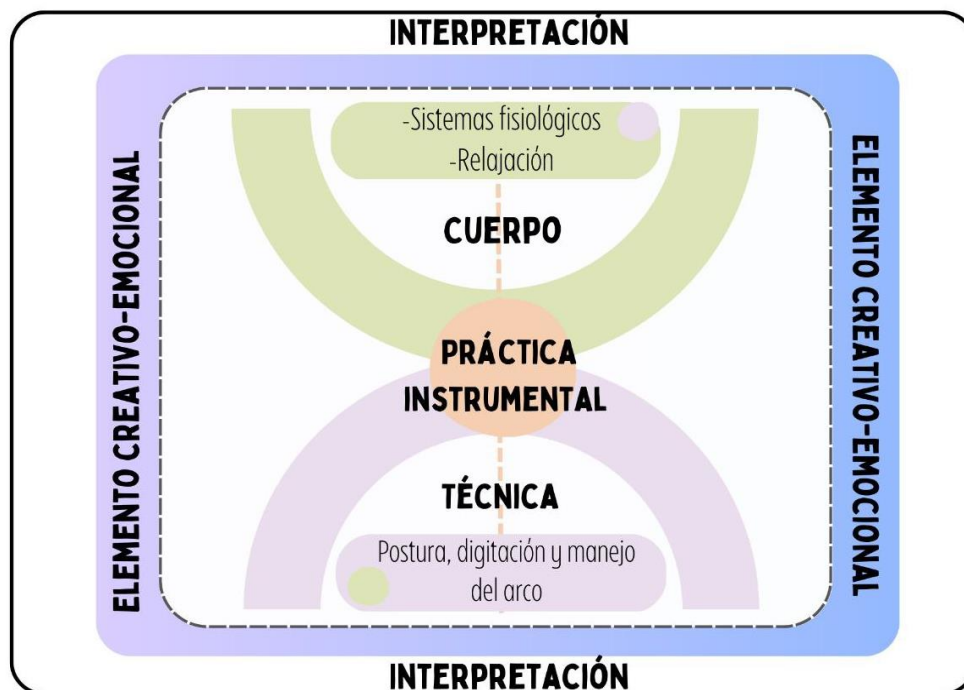 INTERPRETACIÓN
ELEMENTO CREATIVO-EMOCIONAL
-Sistemas fisiológicos
-Relajación
CUERPO
PRÁCTICA
INSTRUMENTAL
TÉCNICA
Postura, digitación y manejo
del arco
ELEMENTO CREATIVO-EMOCIONAL
INTERPRETACIÓN